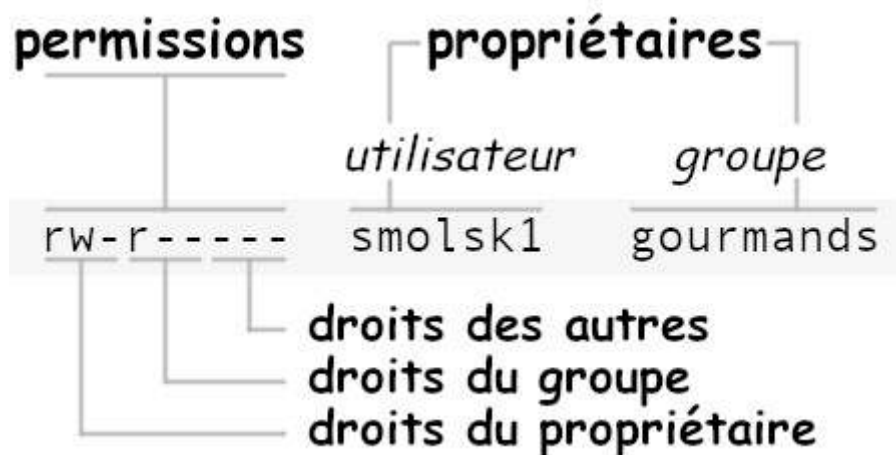 permissions propriétaires
utilisateur groupe
rw-r----- smolsk1 gourmands
droits des autres
droits du groupe
droits du propriétaire